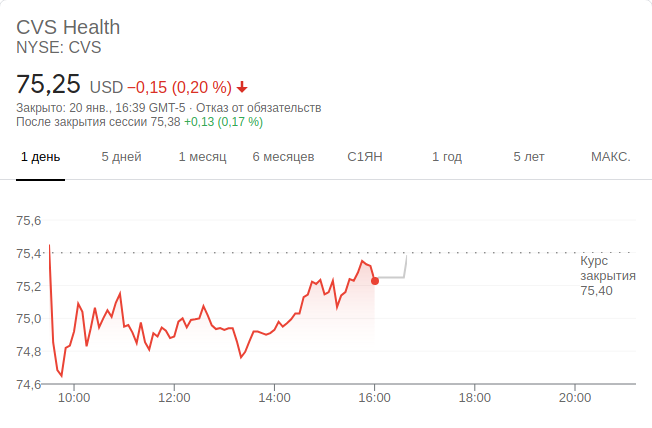 CVS Health
NYSE: CVS
75,25 USD −0,15 (0,20 %)
Закрыто: 20 янв., 16:39 GMT-5 · Отказ от обязательств
После закрытия сессии 75,38 +0,13 (0,17 %)
1 день 5 дней 1 месяц 6 месяцев С1ЯН 1 год 5 лет МАКС.
75,6
75,4
75,2
75,0
74,8
74,6
Курс
закрытия
75,40
10:00 12:00 14:00 16:00 18:00 20:00